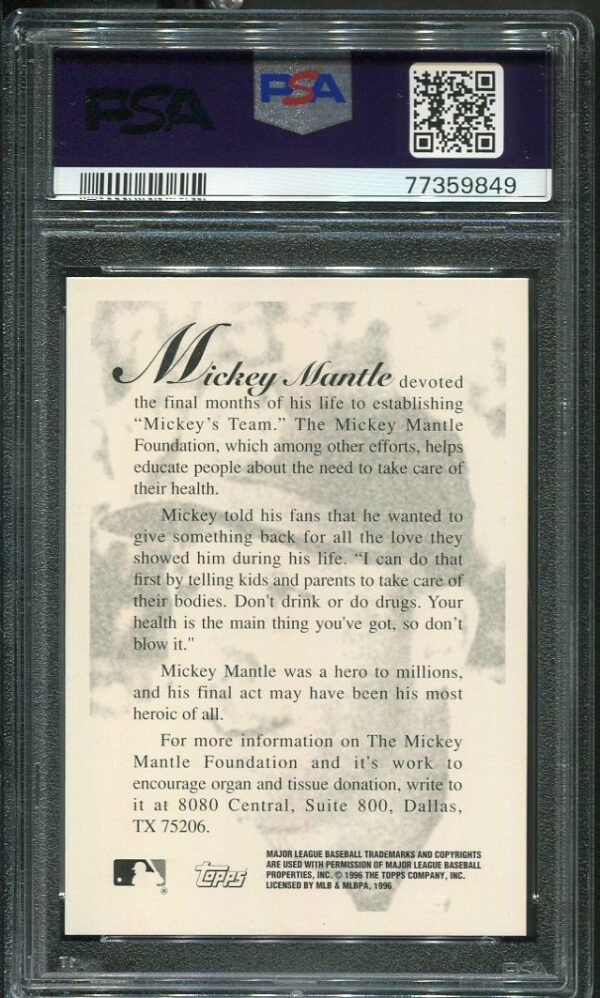 PSA
PSA
77359849
Mickey Mantle devoted
the final months of his life to establishing
“Mickey’s Team.” The Mickey Mantle
Foundation, which among other efforts, helps
educate people about the need to take care of
their health.
Mickey told his fans that he wanted to
give something back for all the love they
showed him during his life. “I can do that
first by telling kids and parents to take care of
their bodies. Don't drink or do drugs. Your
health is the main thing you've got, so don’t
blow it."
Mickey Mantle was a hero to millions,
and his final act may have been his most
heroic of all.
For more information on The Mickey
Mantle Foundation and it's work to
encourage organ and tissue donation, write to
it at 8080 Central, Suite 800, Dallas,
TX 75206.
MAJOR LEAGUE BASEBALL TRADEMARKS AND COPYRIGHTS
ARE USED WITH PERMISSION OF MAJOR LEAGUE BASEBALL
PROPERTIES, INC. © 1996 THE TOPPS COMPANY, INC.
LICENSED BY MLB & MLBPA, 1996
®
Topps
PSA